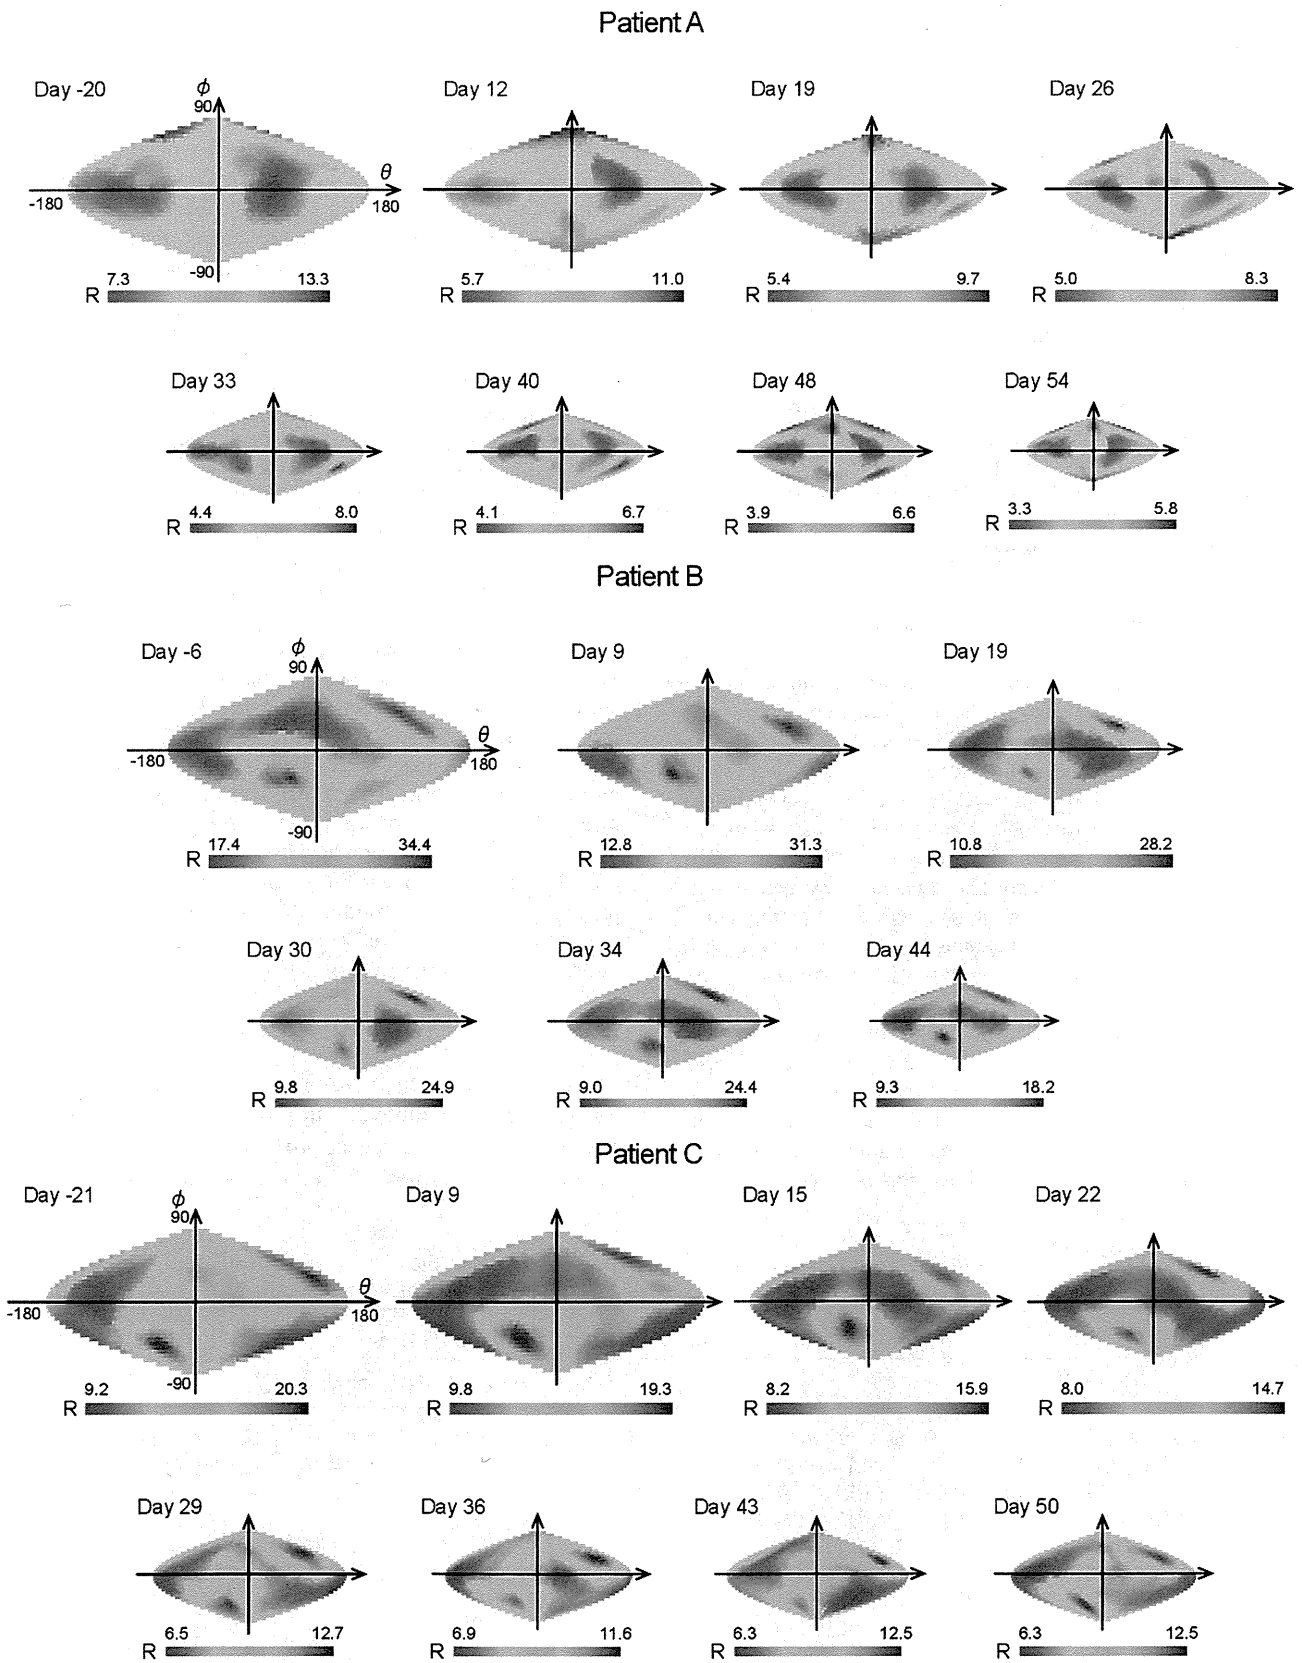 Patient A
Day -20 Day 12 Day 19 Day 26
ϕ
90
θ
-180 180
-90
R 7.3 13.3 R 5.7 11.0 R 5.4 9.7 R 5.0 8.3
Day 33 Day 40 Day 48 Day 54
R 4.4 8.0 R 4.1 6.7 R 3.9 6.6 R 3.3 5.8
Patient B
Day -6 Day 9 Day 19
ϕ
90
θ
-180 180
-90
R 17.4 34.4 R 12.8 31.3 R 10.8 28.2
Day 30 Day 34 Day 44
R 9.8 24.9 R 9.0 24.4 R 9.3 18.2
Patient C
Day -21 Day 9 Day 15 Day 22
ϕ
90
θ
-180 180
-90
R 9.2 20.3 R 9.8 19.3 R 8.2 15.9 R 8.0 14.7
Day 29 Day 36 Day 43 Day 50
R 6.5 12.7 R 6.9 11.6 R 6.3 12.5 R 6.3 12.5